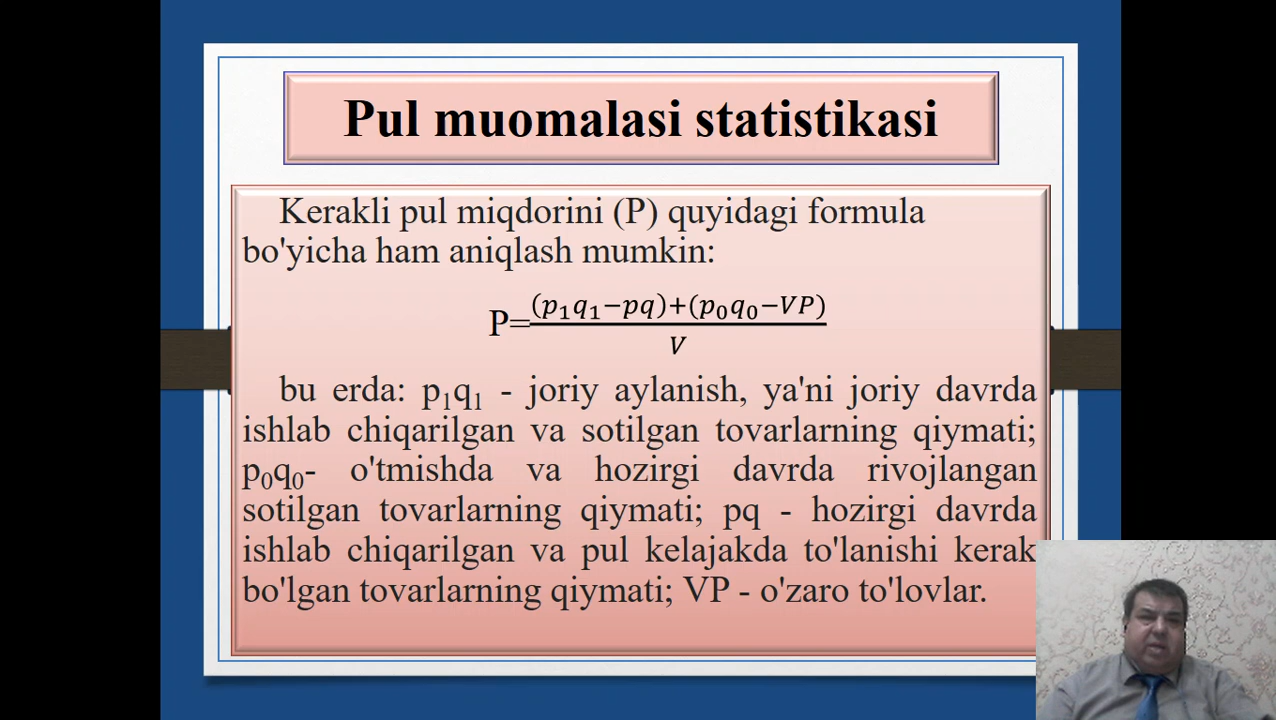 Pul muomalasi statistikasi
Kerakli pul miqdorini (P) quyidagi formula
bo'yicha ham aniqlash mumkin:
P=\frac{(p₁q₁−pq)+(p₀q₀−VP)}{V}
bu erda: p₁q₁ - joriy aylanish, ya'ni joriy davrda
ishlab chiqarilgan va sotilgan tovarlarning qiymati;
p₀q₀- o'tmishda va hozirgi davrda rivojlangan
sotilgan tovarlarning qiymati; pq - hozirgi davrda
ishlab chiqarilgan va pul kelajakda to'lanishi kerak
bo'lgan tovarlarning qiymati; VP - o'zaro to'lovlar.